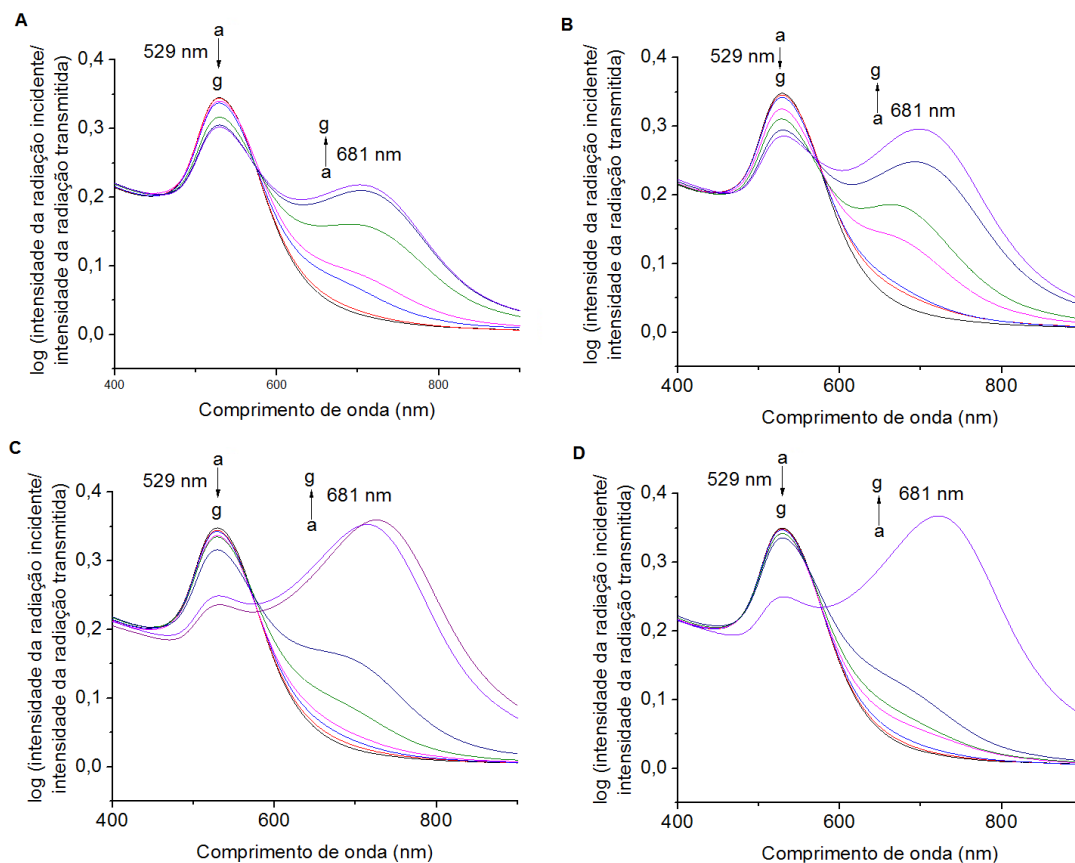 A
a
529 nm
g
g
a
681 nm
log (intensidade da radiação incidente/
intensidade da radiação transmitida)
0,4
0,3
0,2
0,1
0,0
400
600
800
Comprimento de onda (nm)
B
a
529 nm
g
g
a
681 nm
log (intensidde da radiação incidente/
intensidade da radiação transmitida)
0,4
0,3
0,2
0,1
0,0
400
600
800
Comprimento de onda (nm)
C
a
529 nm
g
g
a
681 nm
log (intensidade da radiação incidente/
intensidade da radiação transmitida)
0,4
0,3
0,2
0,1
0,0
400
600
800
Comprimento de onda (nm)
D
a
529 nm
g
g
a
681 nm
log (intensidade da radiação incidente/
intensidade da radiação transmitida)
0,4
0,3
0,2
0,1
0,0
400
600
800
Comprimento de onda (nm)